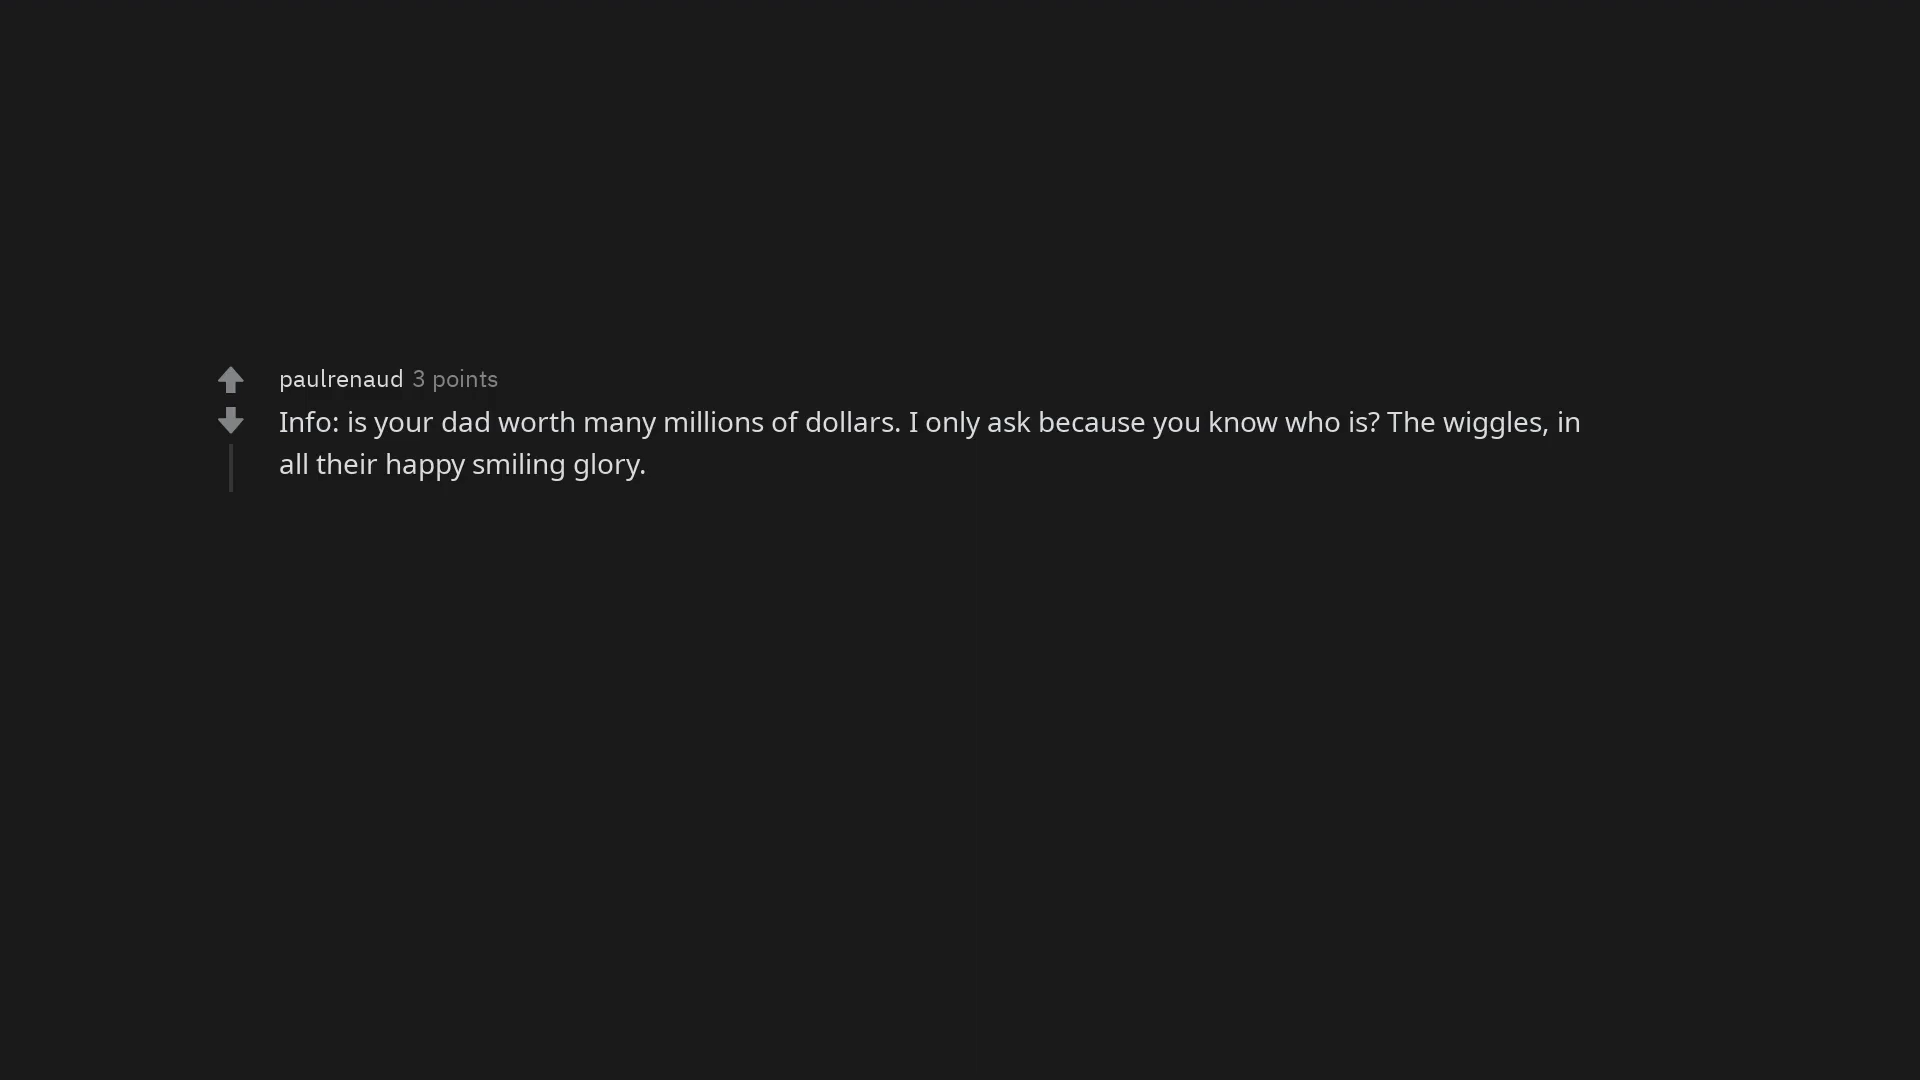 paulrenaud 3 points
Info: is your dad worth many millions of dollars. I only ask because you know who is? The wiggles, in
all their happy smiling glory.